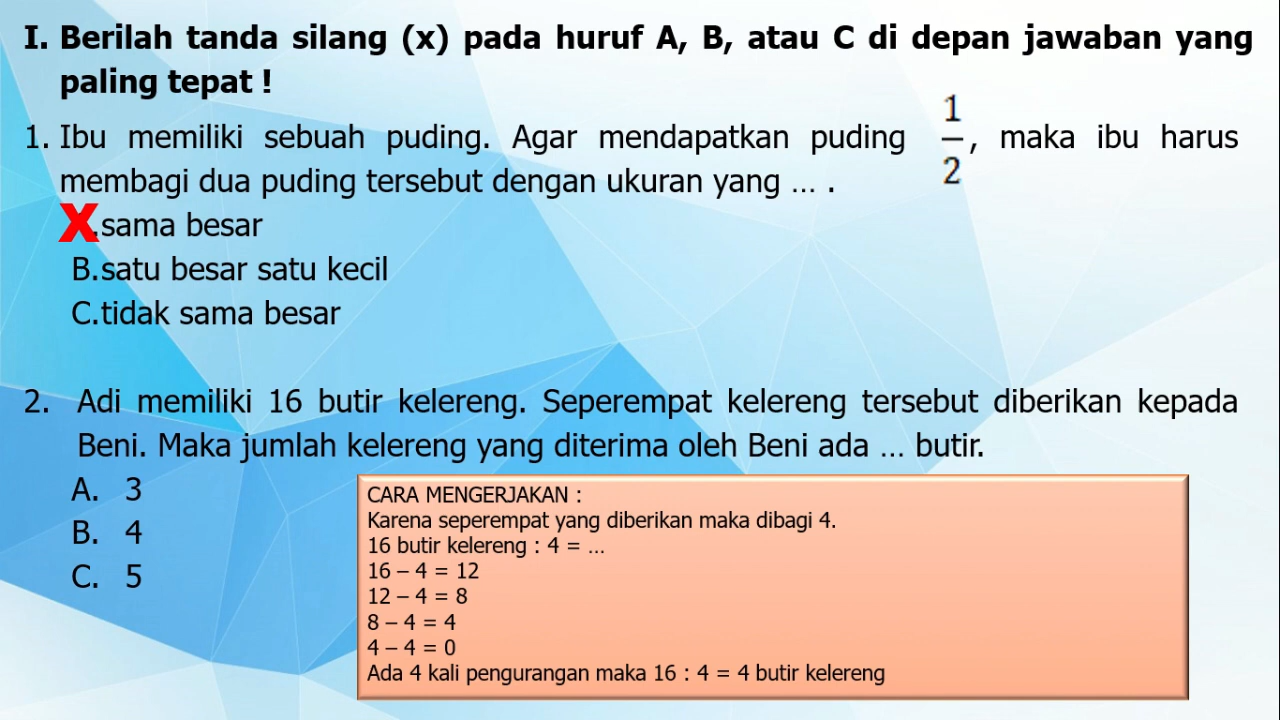 I. Berilah tanda silang (x) pada huruf A, B, atau C di depan jawaban yang
paling tepat !
1. Ibu memiliki sebuah puding. Agar mendapatkan puding 1/2, maka ibu harus
membagi dua puding tersebut dengan ukuran yang ... .
X.sama besar
B.satu besar satu kecil
C.tidak sama besar
2. Adi memiliki 16 butir kelereng. Seperempat kelereng tersebut diberikan kepada
Beni. Maka jumlah kelereng yang diterima oleh Beni ada ... butir.
A. 3
B. 4
C. 5
CARA MENGERJAKAN :
Karena seperempat yang diberikan maka dibagi 4.
16 butir kelereng : 4 = ...
16 – 4 = 12
12 – 4 = 8
8 – 4 = 4
4 – 4 = 0
Ada 4 kali pengurangan maka 16 : 4 = 4 butir kelereng